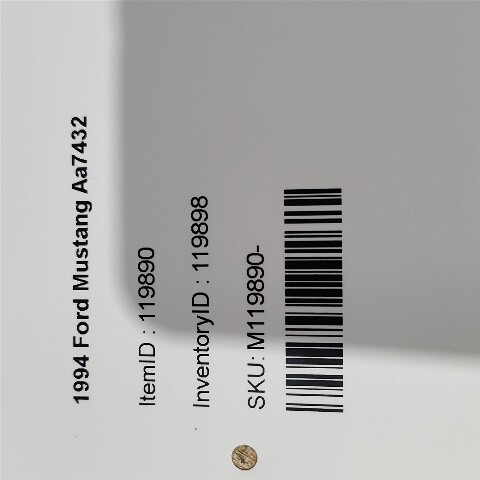 1994 Ford Mustang Aa7432
ItemID : 119890
InventoryID : 119898
SKU: M119890-